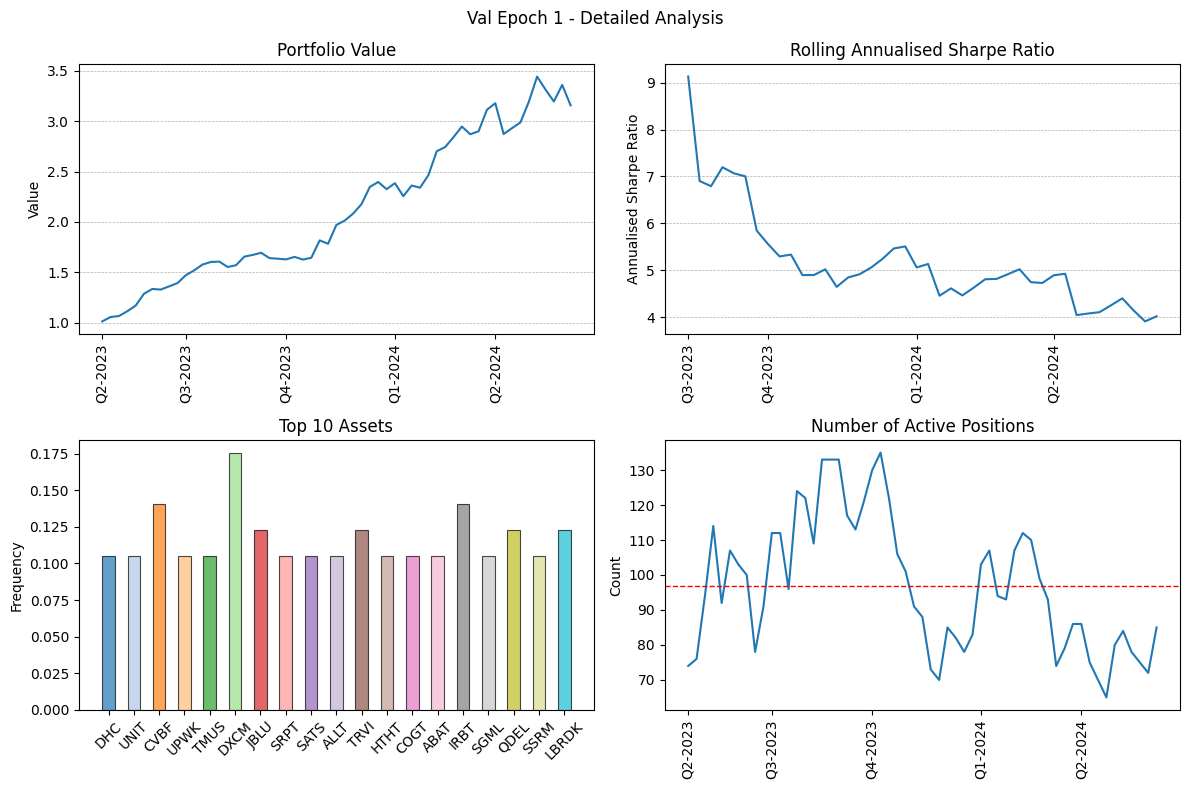 Val Epoch 1 - Detailed Analysis
Portfolio Value
Value
3.5
3.0
2.5
2.0
1.5
1.0
Q2-2023
Q3-2023
Q4-2023
Q1-2024
Q2-2024
Rolling Annualised Sharpe Ratio
Annualised Sharpe Ratio
9
8
7
6
5
4
Q3-2023
Q4-2023
Q1-2024
Q2-2024
Top 10 Assets
Frequency
0.175
0.150
0.125
0.100
0.075
0.050
0.025
0.000
DHC
UNIT
CVBF
UPWK
TMUS
DXCM
JBLU
SRPT
SATS
ALLT
TRVI
HTHT
COGT
ABAT
IRBT
SGML
QDEL
SSRM
LBRDK
Number of Active Positions
Count
130
120
110
100
90
80
70
Q2-2023
Q3-2023
Q4-2023
Q1-2024
Q2-2024